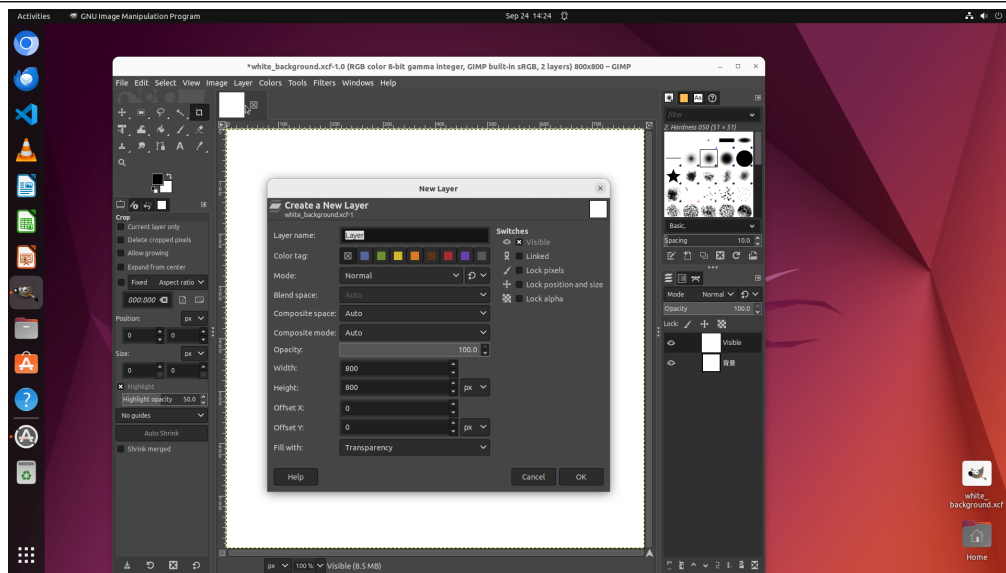 Activities
GNU Image Manipulation Program
Sep 24 14:24
*white_background.xcf-1.0 (RGB color 8-bit gamma integer, GIMP built-in sRGB, 2 layers) 800x800 – GIMP
File Edit Select View Image Layer Colors Tools Filters Windows Help
Crop
Current layer only
Delete cropped pixels
Allow growing
Expand from center
Fixed Aspect ratio
800:800
Position: px
0 0
Size: px
0 0
Highlight
Highlight opacity 50.0
No guides
Auto Shrink
Shrink merged
New Layer
Create a New Layer
white_background.xcf-1
Layer name: Layer
Color tag:
Mode: Normal
Blend space: Auto
Composite space: Auto
Composite mode: Auto
Opacity: 100.0
Width: 800
Height: 800 px
Offset X: 0
Offset Y: 0 px
Fill with: Transparency
Switches
Visible
Linked
Lock pixels
Lock position and size
Lock alpha
Help
Cancel
OK
px 100 % Visible (8.5 MB)
filter
2. Hardness 050 (51 × 51)
Basic,
Spacing 10.0
Mode Normal
Opacity 100.0
Lock:
Visible
背景
white_
background.xcf
Home